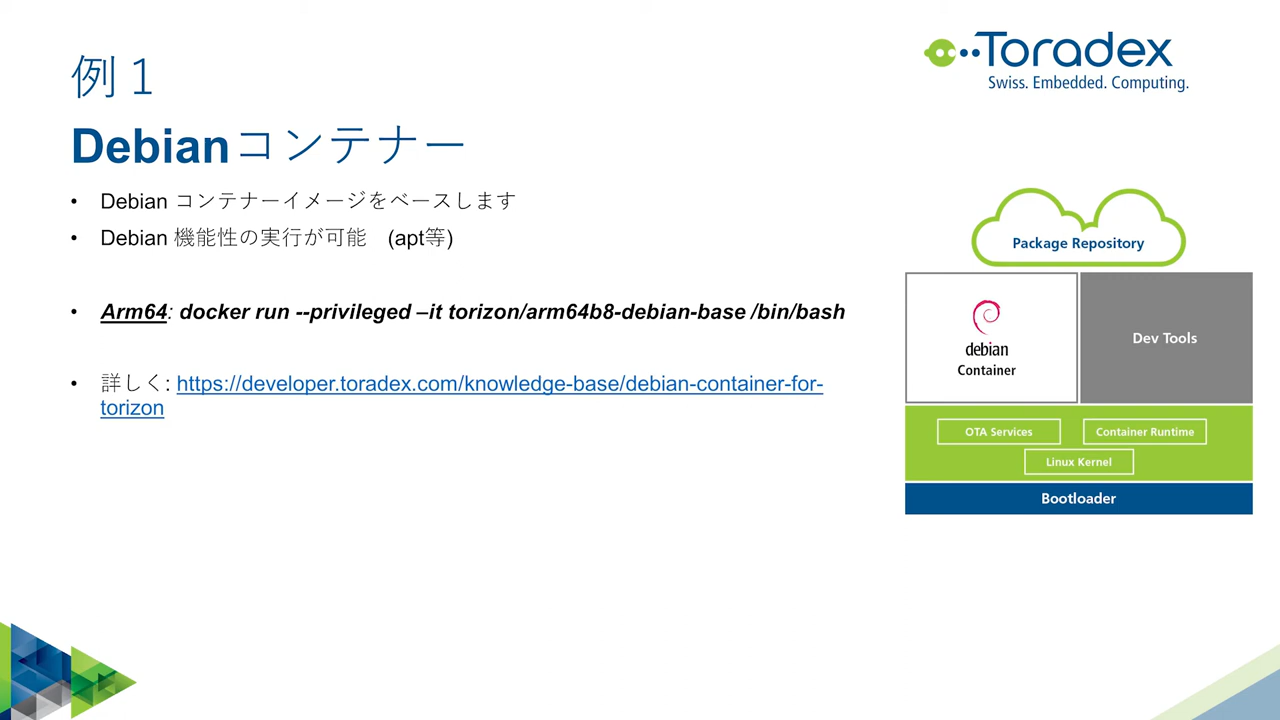 例１
Debianコンテナー
• Debian コンテナーイメージをベースします
• Debian 機能性の実行が可能　(apt等)
• Arm64: docker run --privileged –it torizon/arm64b8-debian-base /bin/bash
• 詳しく: https://developer.toradex.com/knowledge-base/debian-container-for-
torizon
Toradex
Swiss. Embedded. Computing.
Package Repository
debian
Container
Dev Tools
OTA Services
Container Runtime
Linux Kernel
Bootloader